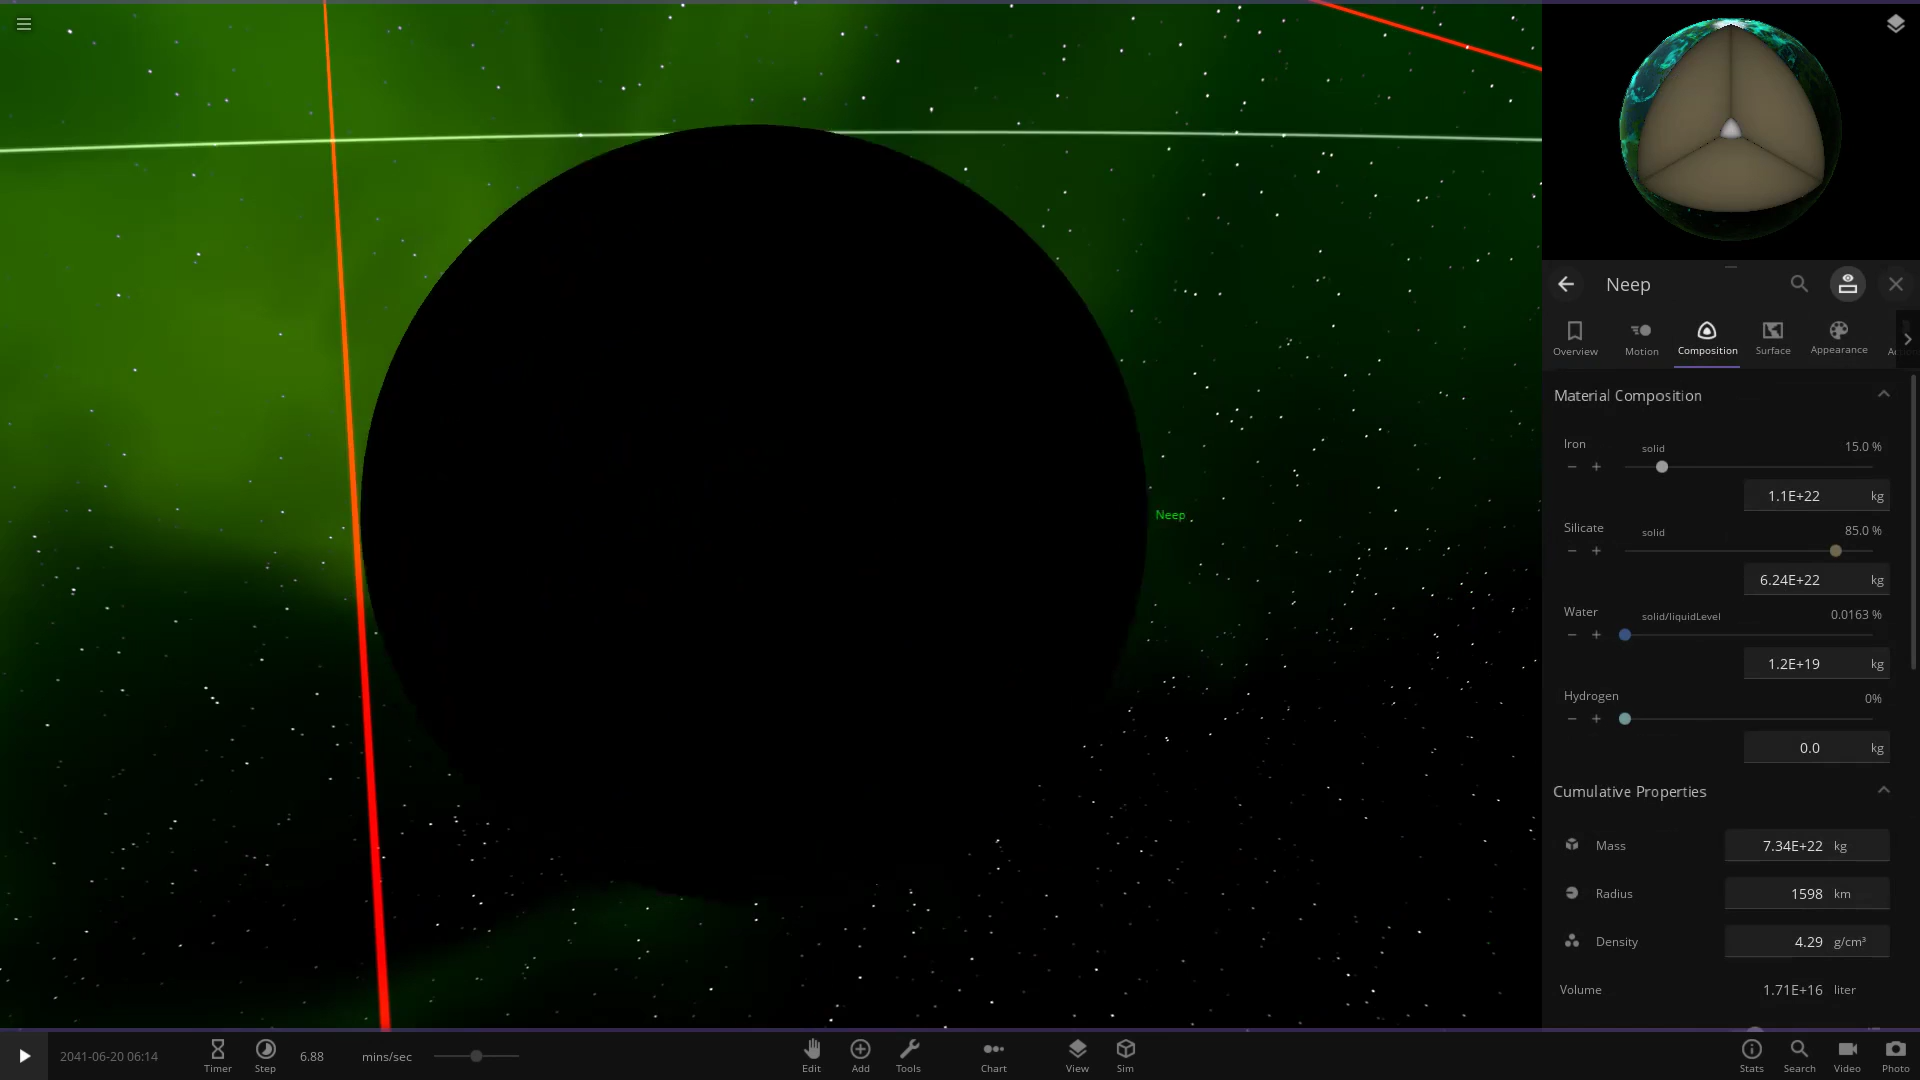 Neep
Neep
Overview
Motion
Composition
Surface
Appearance
Material Composition
Iron
solid
15.0 %
1.1E+22 kg
Silicate
solid
85.0 %
6.24E+22 kg
Water
solid/liquidLevel
0.0163 %
1.2E+19 kg
Hydrogen
0%
0.0 kg
Cumulative Properties
Mass 7.34E+22 kg
Radius 1598 km
Density 4.29 g/cm³
Volume 1.71E+16 liter
2041-06-20 06:14
Timer
Step
6.88 mins/sec
Edit
Add
Tools
Chart
View
Sim
Stats
Search
Video
Photo